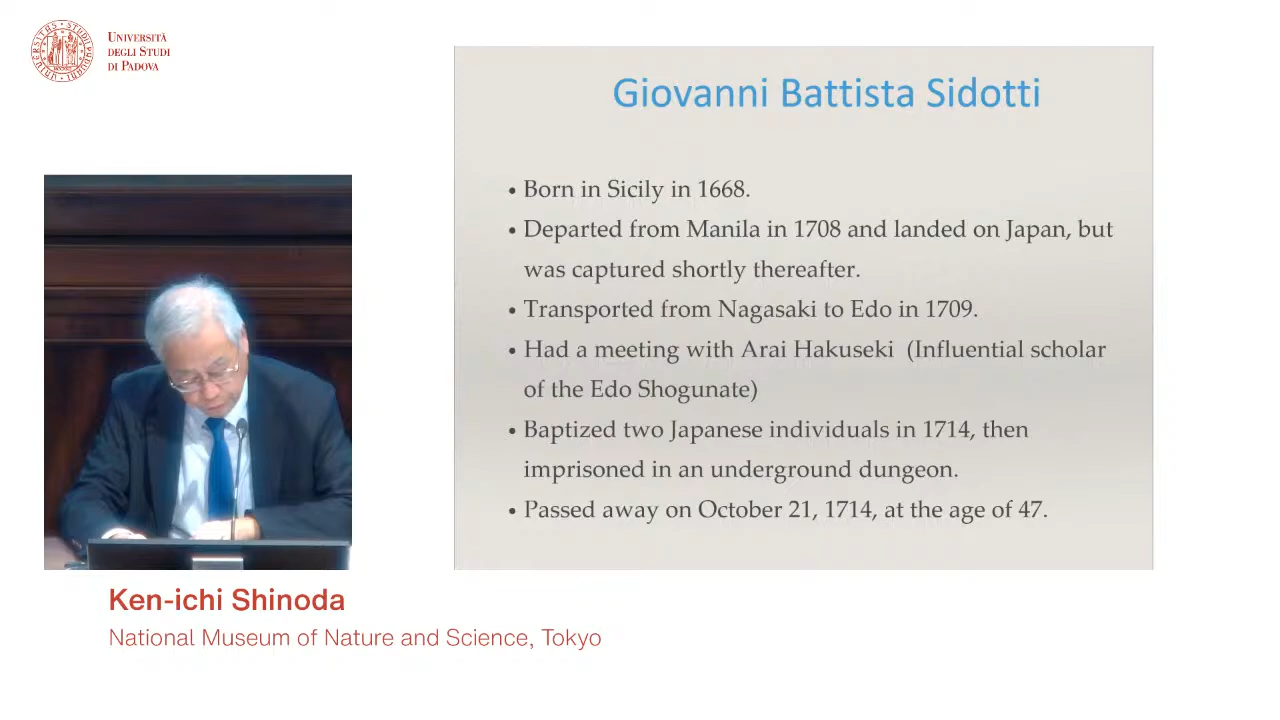 UNIVERSITÀ
DEGLI STUDI
DI PADOVA
Giovanni Battista Sidotti
• Born in Sicily in 1668.
• Departed from Manila in 1708 and landed on Japan, but
was captured shortly thereafter.
• Transported from Nagasaki to Edo in 1709.
• Had a meeting with Arai Hakuseki (Influential scholar
of the Edo Shogunate)
• Baptized two Japanese individuals in 1714, then
imprisoned in an underground dungeon.
• Passed away on October 21, 1714, at the age of 47.
Ken-ichi Shinoda
National Museum of Nature and Science, Tokyo